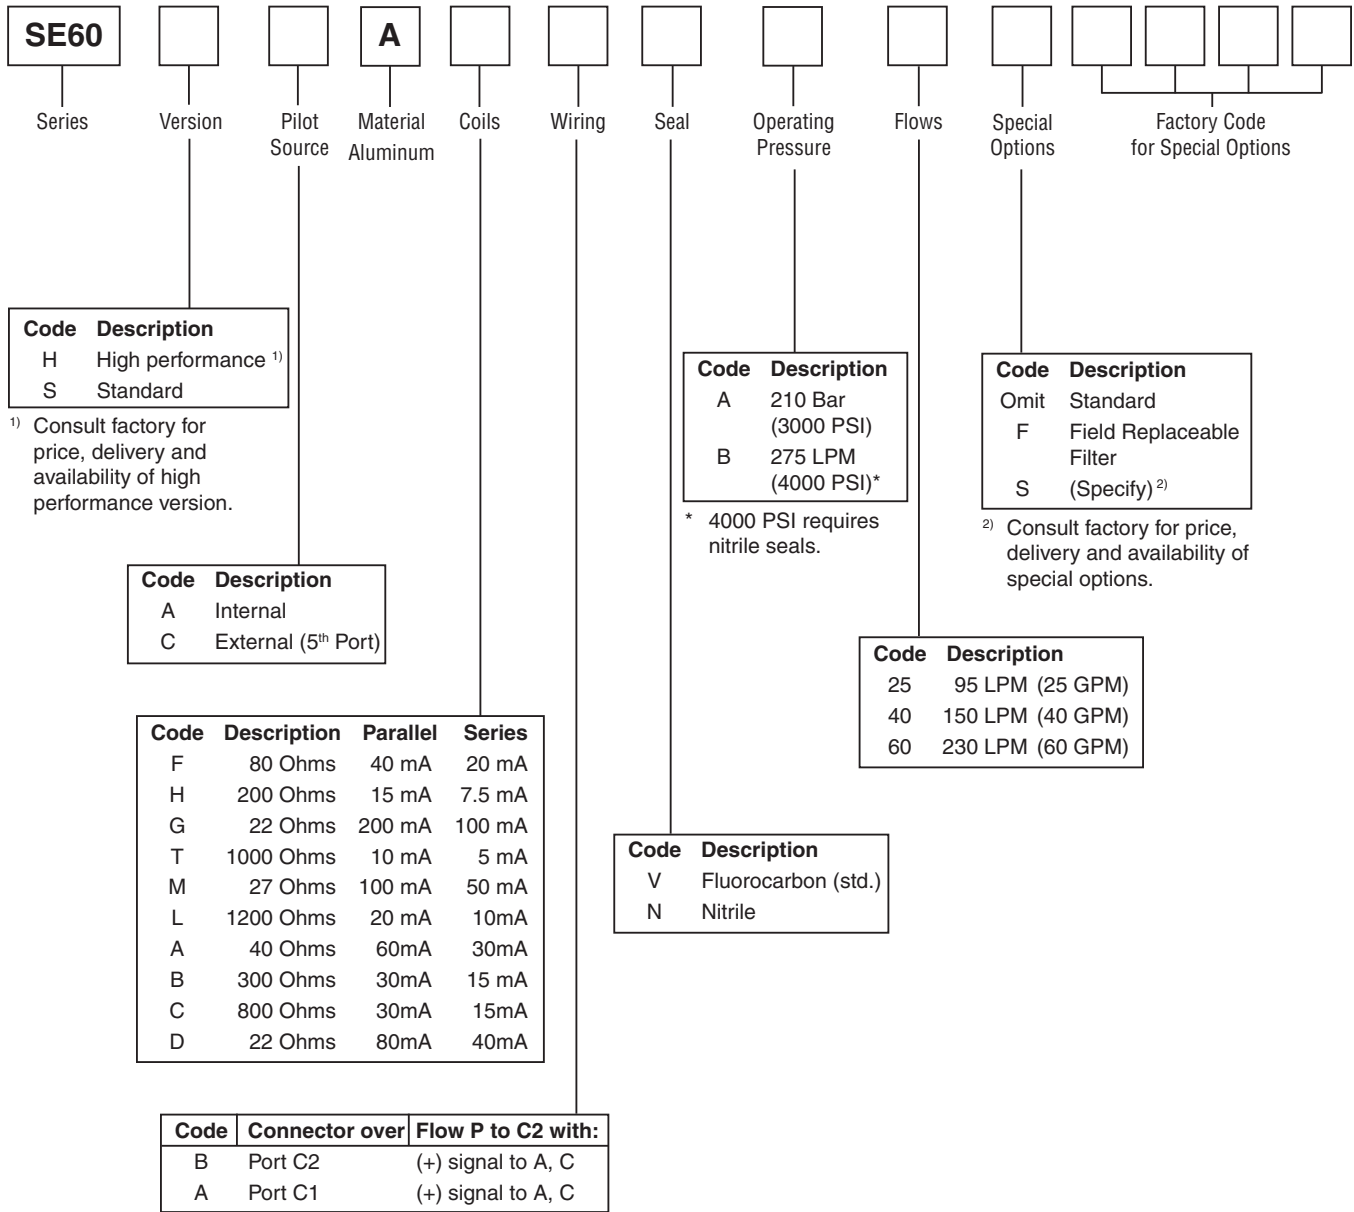 SE60 A
Series Version Pilot Source Material Aluminum Coils Wiring Seal Operating Pressure Flows Special Options Factory Code for Special Options
Code Description
H High performance 1)
S Standard
1) Consult factory for
price, delivery and
availability of high
performance version.
Code Description
A 210 Bar
(3000 PSI)
B 275 LPM
(4000 PSI)*
* 4000 PSI requires
nitrile seals.
Code Description
Omit Standard
F Field Replaceable
Filter
S (Specify) 2)
2) Consult factory for price,
delivery and availability of
special options.
Code Description
A Internal
C External (5th Port)
Code Description
25 95 LPM (25 GPM)
40 150 LPM (40 GPM)
60 230 LPM (60 GPM)
Code Description Parallel Series
F 80 Ohms 40 mA 20 mA
H 200 Ohms 15 mA 7.5 mA
G 22 Ohms 200 mA 100 mA
T 1000 Ohms 10 mA 5 mA
M 27 Ohms 100 mA 50 mA
L 1200 Ohms 20 mA 10mA
A 40 Ohms 60mA 30mA
B 300 Ohms 30mA 15 mA
C 800 Ohms 30mA 15mA
D 22 Ohms 80mA 40mA
Code Description
V Fluorocarbon (std.)
N Nitrile
Code Connector over Flow P to C2 with:
B Port C2 (+) signal to A, C
A Port C1 (+) signal to A, C